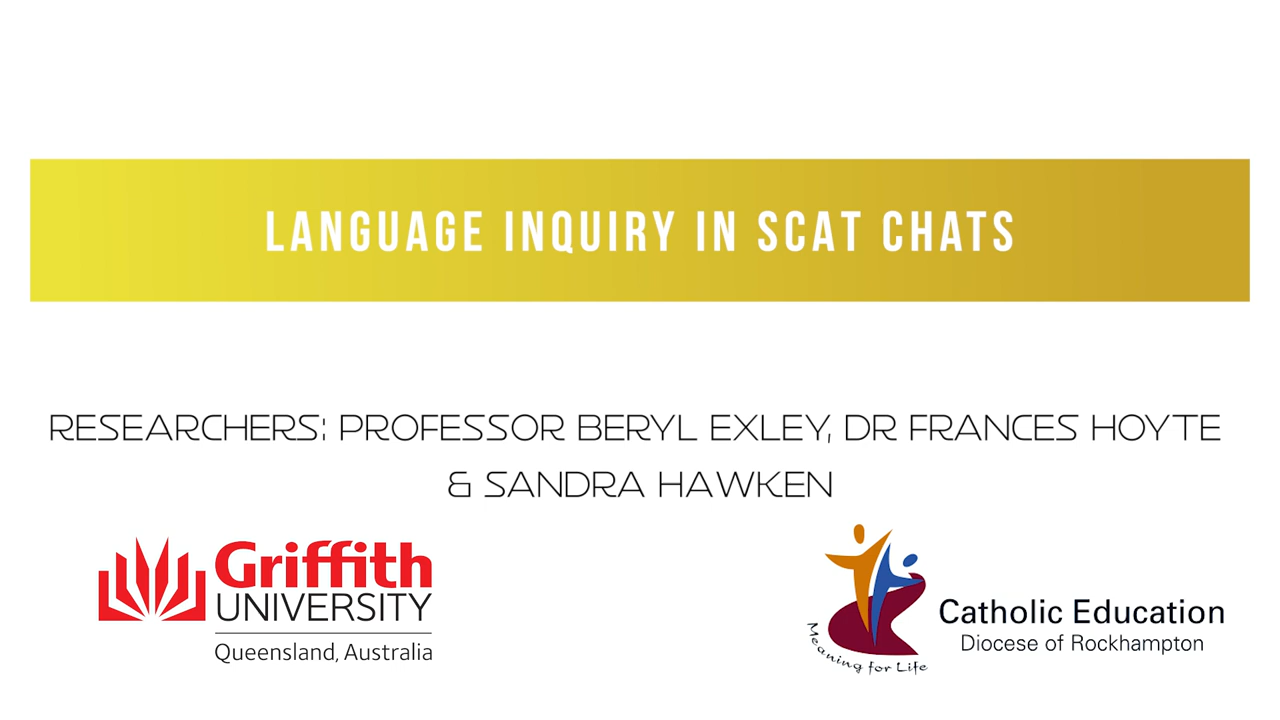 LANGUAGE INQUIRY IN SCAT CHATS
RESEARCHERS: PROFESSOR BERYL EXLEY, DR FRANCES HOYTE
& SANDRA HAWKEN
Griffith
UNIVERSITY
Queensland, Australia
Meaning for Life
Catholic Education
Diocese of Rockhampton